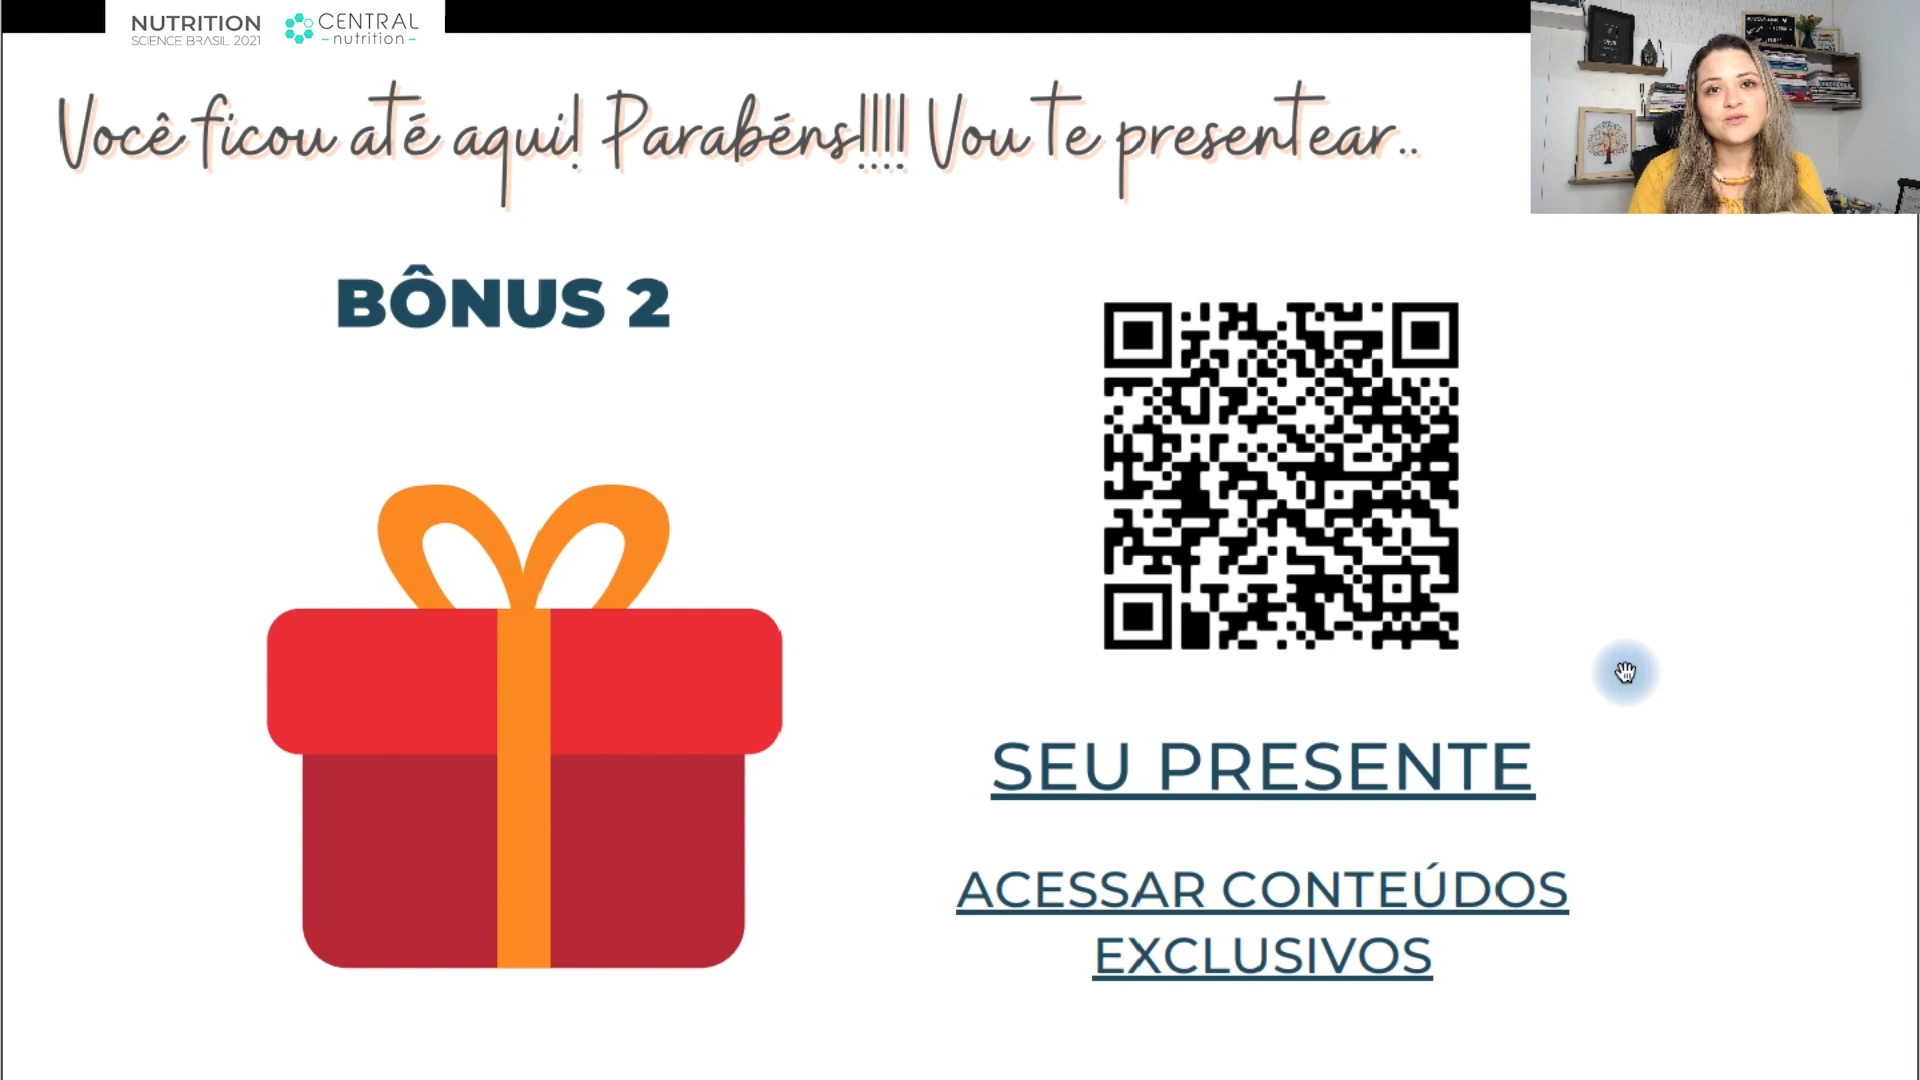 NUTRITION
SCIENCE BRASIL 2021
CENTRAL
nutrition
Você ficou até aqui! Parabéns!!!! Vou te presentear..
BÔNUS 2
SEU PRESENTE
ACESSAR CONTEÚDOS
EXCLUSIVOS